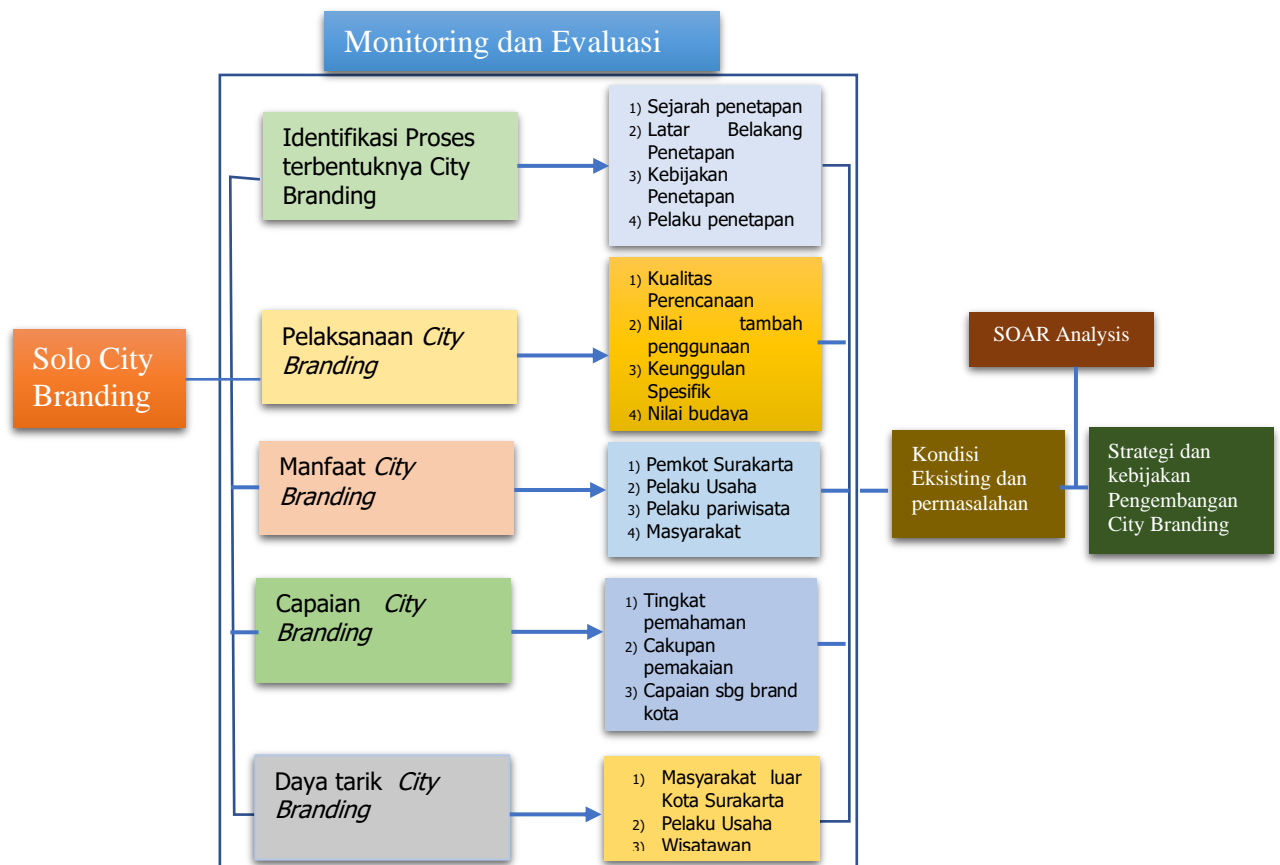 Monitoring dan Evaluasi
Solo City
Branding
Identifikasi Proses
terbentuknya City
Branding
1) Sejarah penetapan
2) Latar Belakang
Penetapan
3) Kebijakan
Penetapan
4) Pelaku penetapan
Pelaksanaan City
Branding
1) Kualitas
Perencanaan
2) Nilai tambah
penggunaan
3) Keunggulan
Spesifik
4) Nilai budaya
Manfaat City
Branding
1) Pemkot Surakarta
2) Pelaku Usaha
3) Pelaku pariwisata
4) Masyarakat
Capaian City
Branding
1) Tingkat
pemahaman
2) Cakupan
pemakaian
3) Capaian sbg brand
kota
Daya tarik City
Branding
1) Masyarakat luar
Kota Surakarta
2) Pelaku Usaha
3) Wisatawan
Kondisi
Eksisting dan
permasalahan
SOAR Analysis
Strategi dan
kebijakan
Pengembangan
City Branding